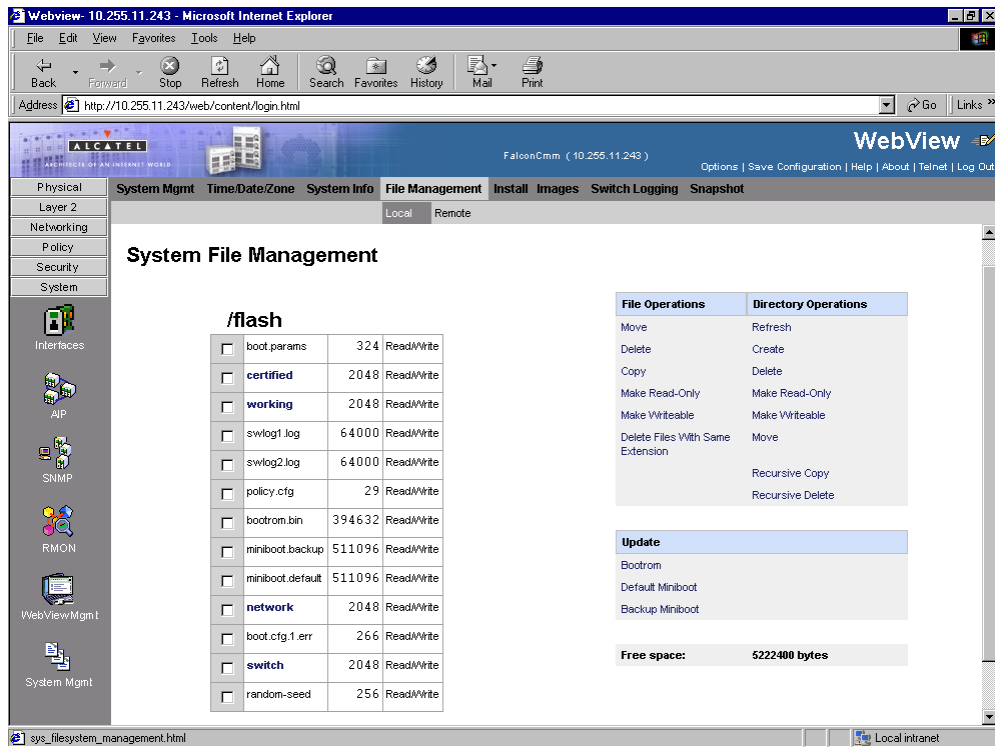 Webview- 10.255.11.243 - Microsoft Internet Explorer
File Edit View Favorites Tools Help
Back Forward Stop Refresh Home Search Favorites History Mail Print
Address http://10.255.11.243/web/content/login.html Go Links »
ALCATEL
ARCHITECTS OF AN INTERNET WORLD
FalconCmm ( 10.255.11.243 )
WebView
Options | Save Configuration | Help | About | Telnet | Log Out
Physical
Layer 2
Networking
Policy
Security
System
Interfaces
AIP
SNMP
RMON
WebViewMgmt
System Mgmt
System Mgmt Time/Date/Zone System Info File Management Install Images Switch Logging Snapshot
Local Remote
System File Management
/flash
boot.params 324 Read/Write
certified 2048 Read/Write
working 2048 Read/Write
swlog1.log 64000 Read/Write
swlog2.log 64000 Read/Write
policy.cfg 29 Read/Write
bootrom.bin 394632 Read/Write
miniboot.backup 511096 Read/Write
miniboot.default 511096 Read/Write
network 2048 Read/Write
boot.cfg.1.err 266 Read/Write
switch 2048 Read/Write
random-seed 256 Read/Write
File Operations Directory Operations
Move Refresh
Delete Create
Copy Delete
Make Read-Only Make Read-Only
Make Writeable Make Writeable
Delete Files With Same Move
Extension
Recursive Copy
Recursive Delete
Update
Bootrom
Default Miniboot
Backup Miniboot
Free space: 5222400 bytes
sys_filesystem_management.html Local intranet